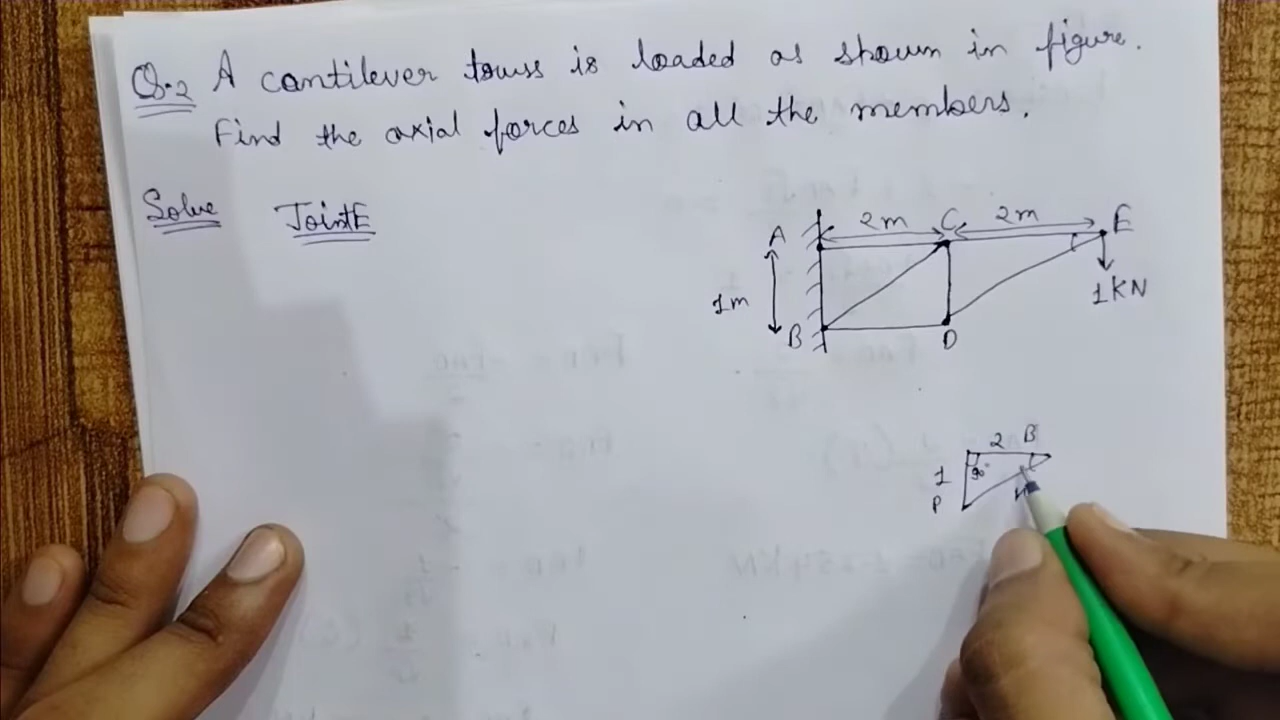 Q.2 A cantilever truss is loaded as shown in figure.
Find the axial forces in all the members.
Solve Joint E
A 2m C 2m E
1m 1KN
B D
2 B
1 90°
P H